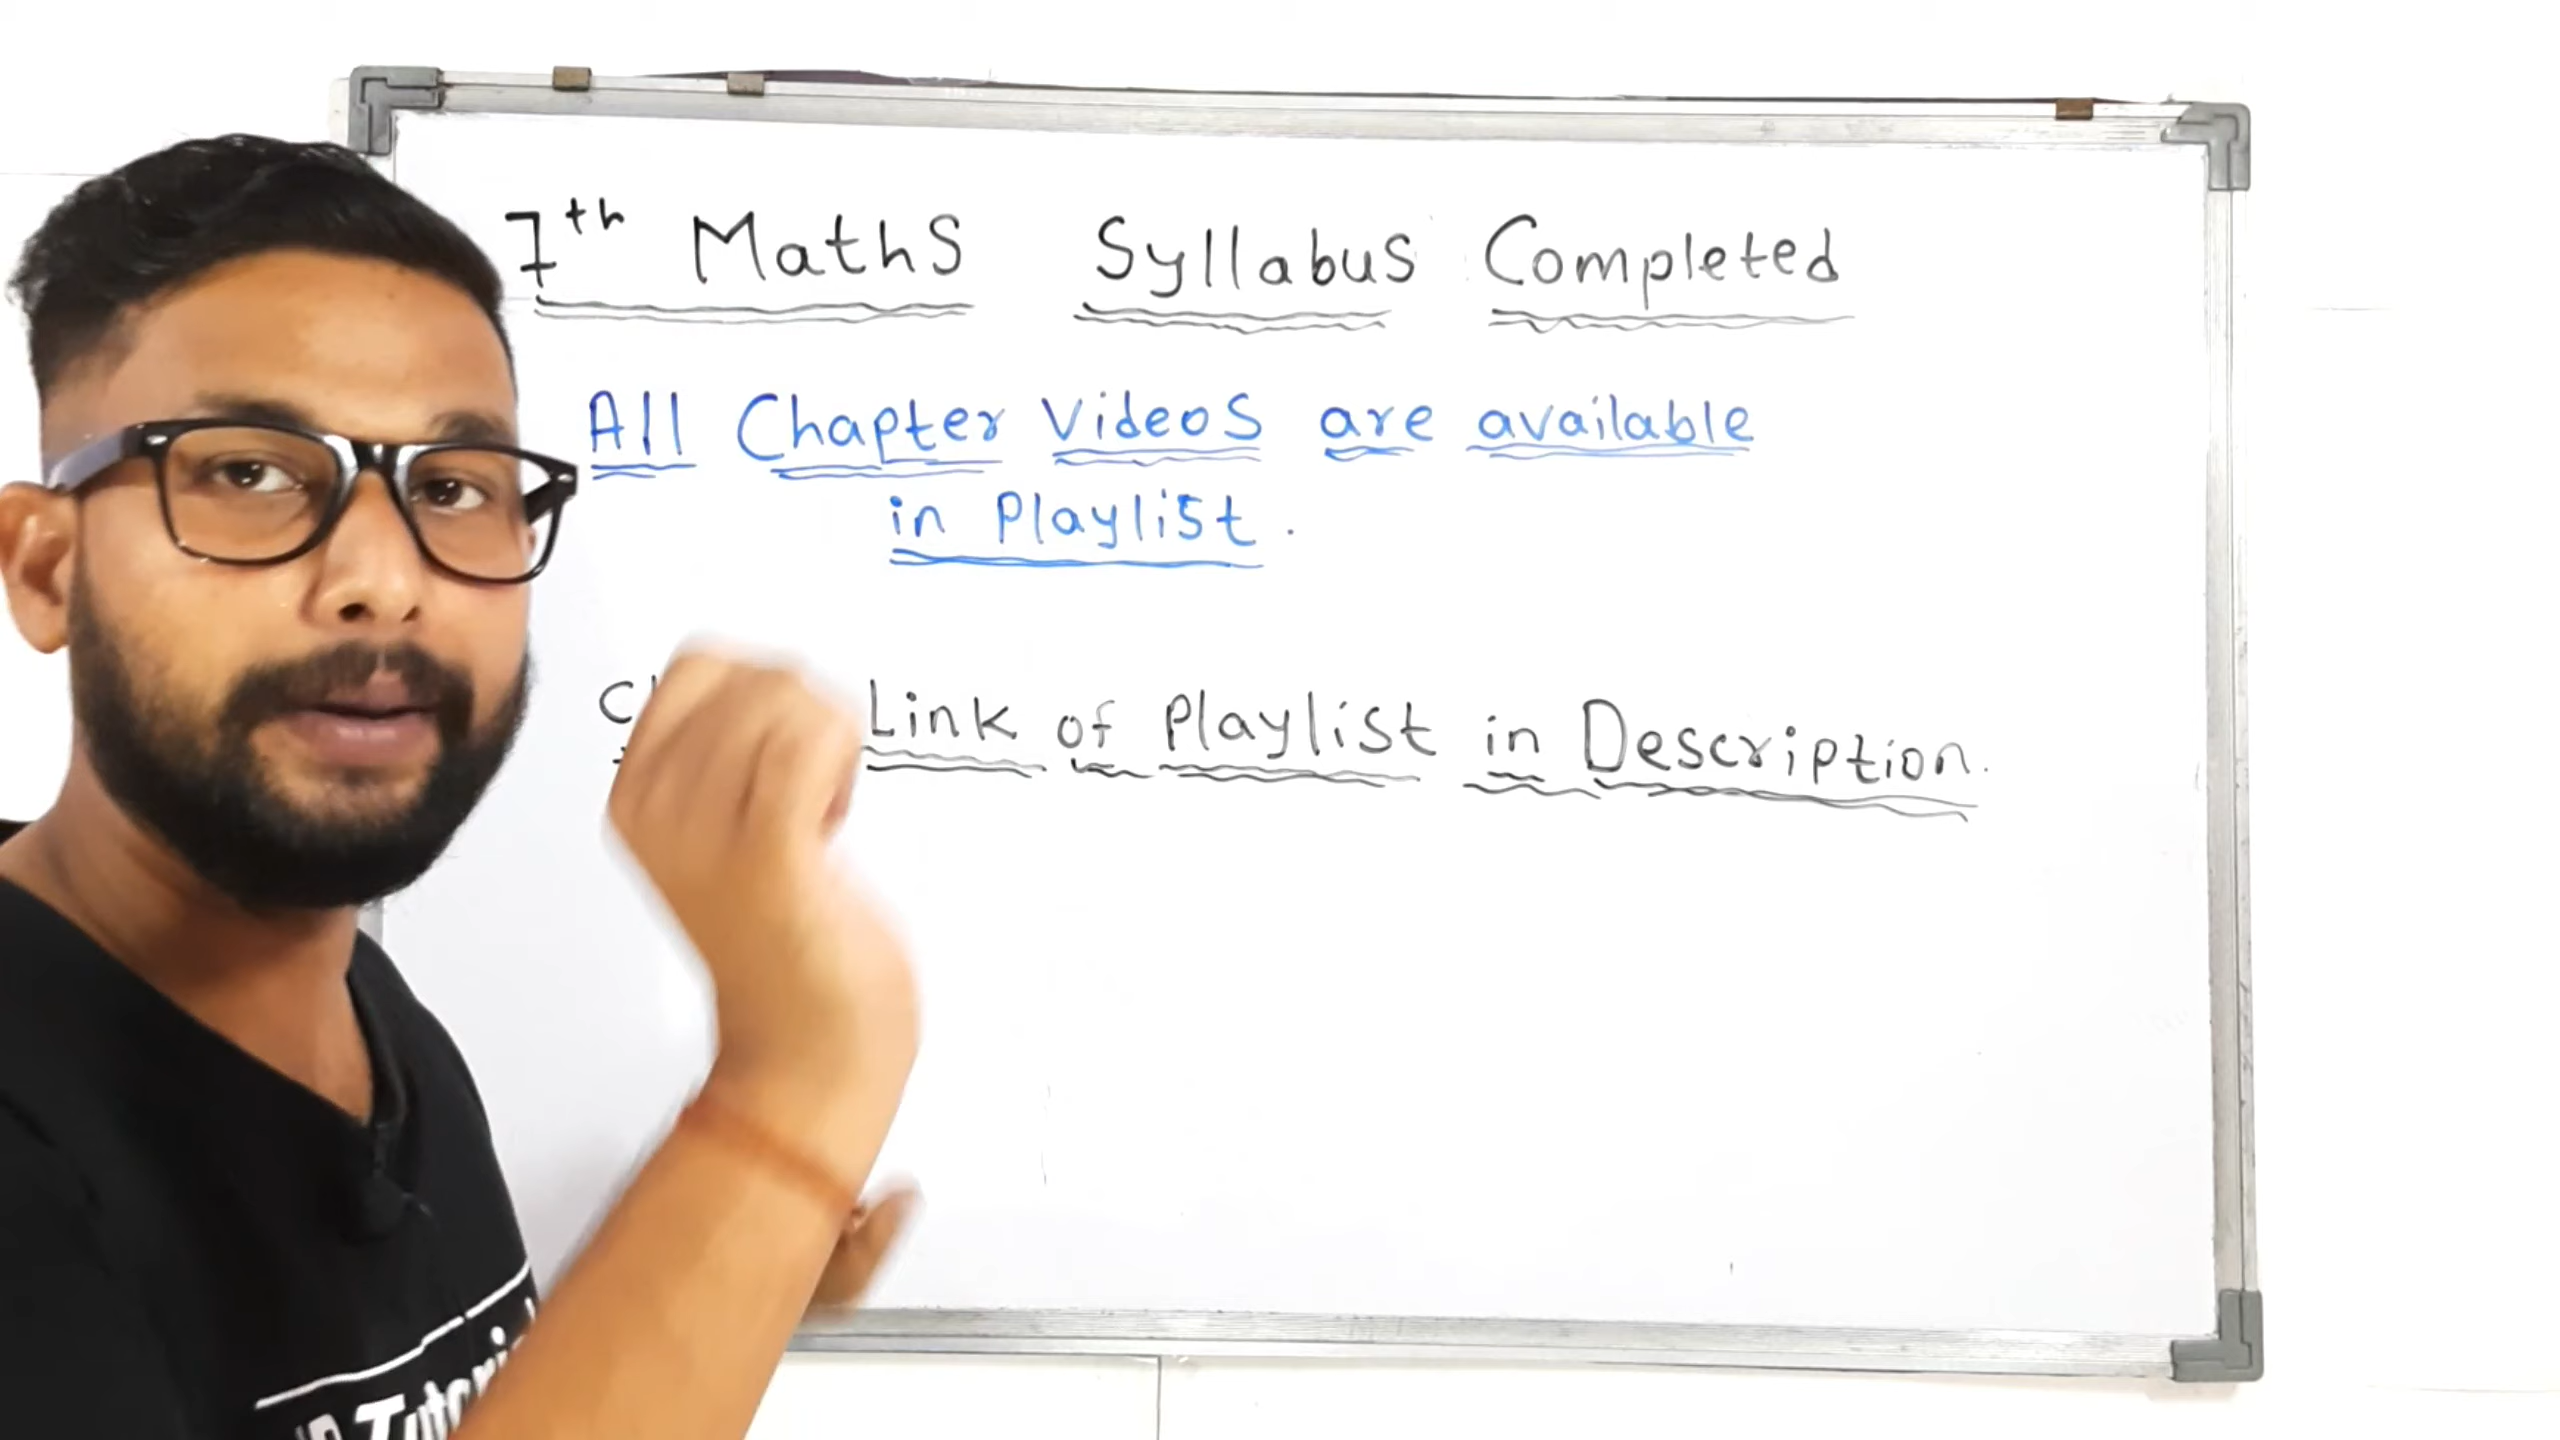 7th Maths Syllabus Completed
All Chapter Videos are available
in Playlist.
Link of Playlist in Description.